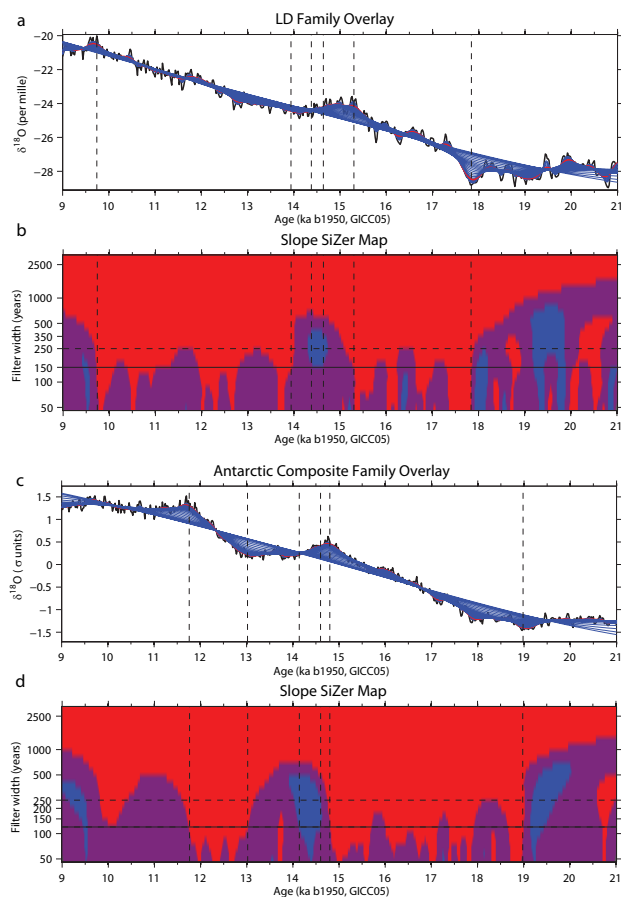 a
LD Family Overlay
−20
−22
−24
−26
−28
δ18O (per mille)
9 10 11 12 13 14 15 16 17 18 19 20 21
Age (ka b1950, GICC05)
b
Slope SiZer Map
2500
1000
500
350
250
150
100
50
Filter width (years)
9 10 11 12 13 14 15 16 17 18 19 20 21
Age (ka b1950, GICC05)
c
Antarctic Composite Family Overlay
1.5
1
0.5
0
−0.5
−1
−1.5
δ18O ( σ units)
9 10 11 12 13 14 15 16 17 18 19 20 21
Age (ka b1950, GICC05)
d
Slope SiZer Map
2500
1000
500
250
200
150
100
50
Filter width (years)
9 10 11 12 13 14 15 16 17 18 19 20 21
Age (ka b1950, GICC05)